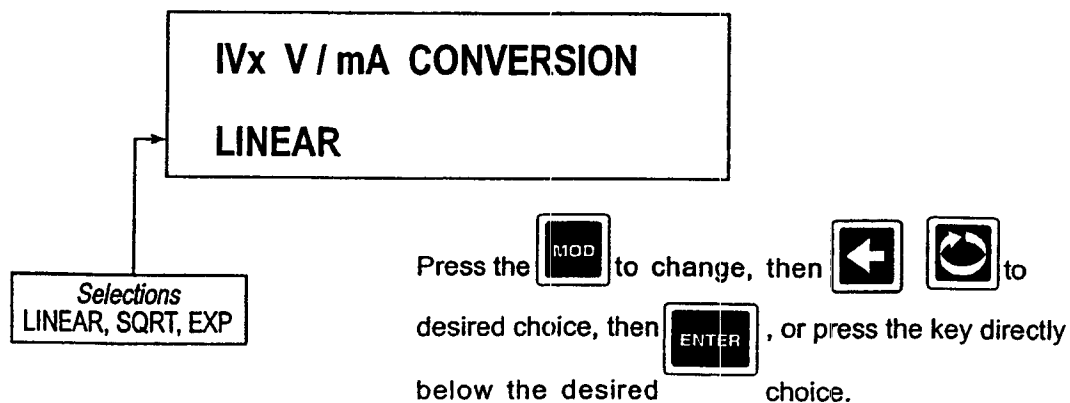 IVx V / mA CONVERSION
LINEAR
Selections
LINEAR, SQRT, EXP
Press the MOD to change, then to
desired choice, then ENTER , or press the key directly
below the desired choice.